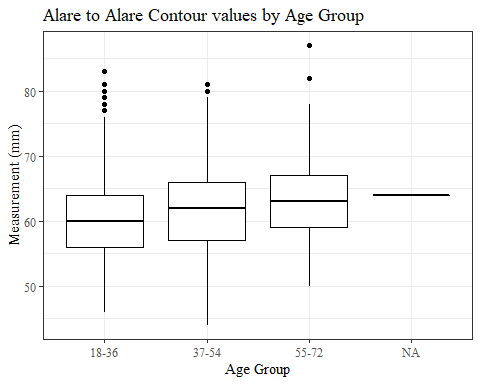 Alare to Alare Contour values by Age Group
Measurement (mm)
80
70
60
50
18-36 37-54 55-72 NA
Age Group